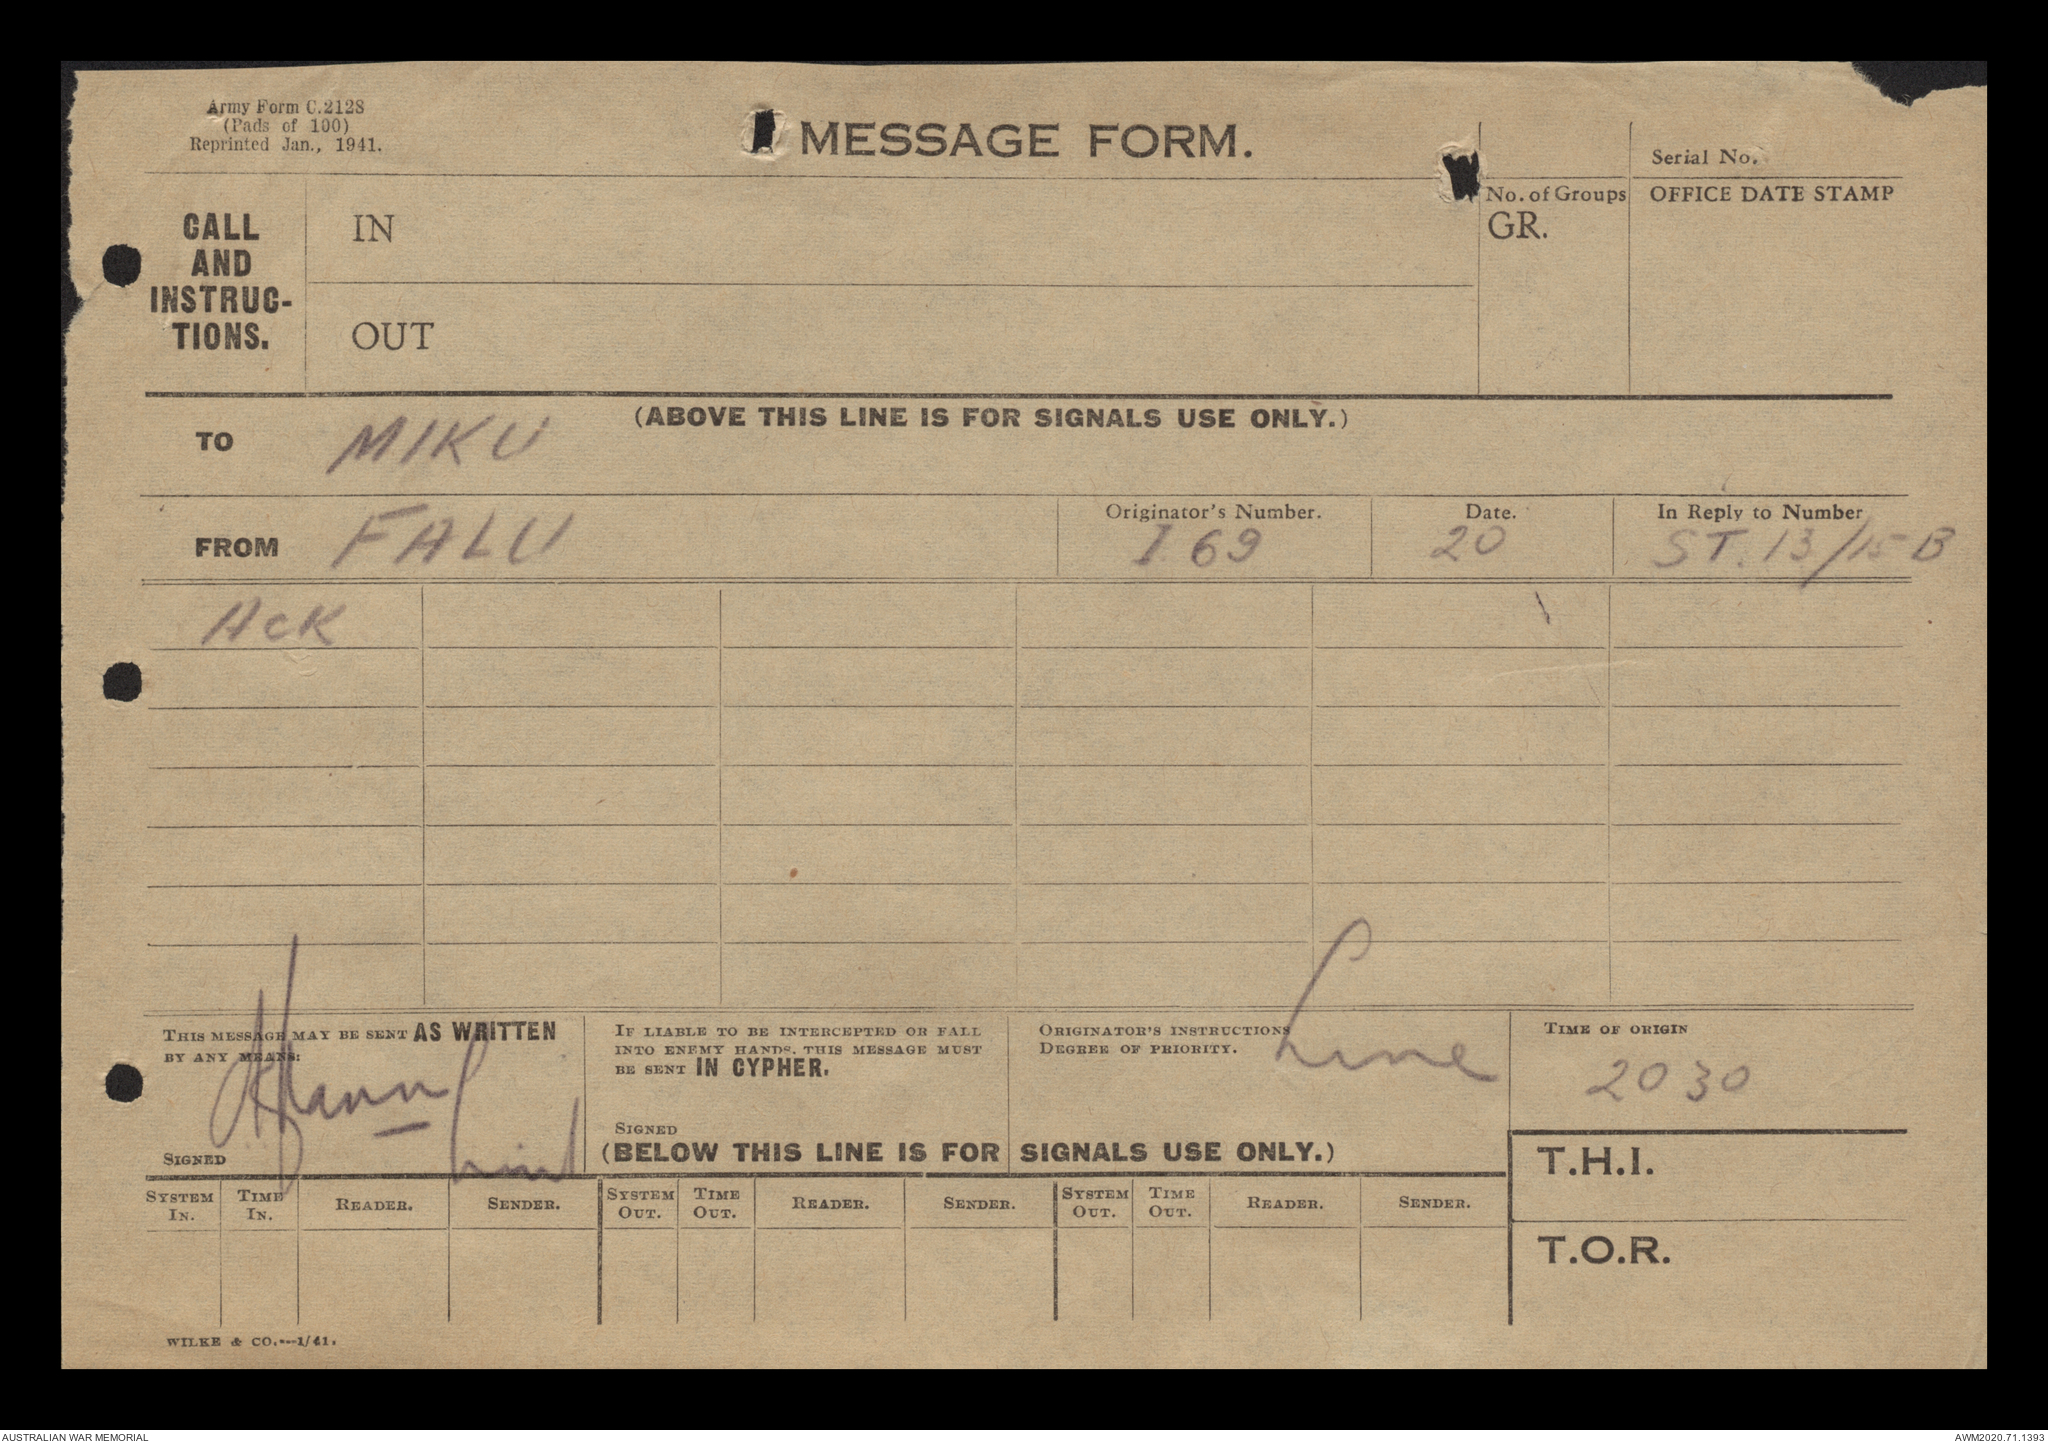 Army Form C.2128
(Pads of 100)
Reprinted Jan., 1941.
MESSAGE FORM.
Serial No.
CALL
AND
INSTRUC-
TIONS.
IN
OUT
No. of Groups
GR.
OFFICE DATE STAMP
(ABOVE THIS LINE IS FOR SIGNALS USE ONLY.)
TO MIKU
FROM FALU
Originator's Number.
I 69
Date.
20
In Reply to Number
ST. 13/15 B
Ack
THIS MESSAGE MAY BE SENT AS WRITTEN
BY ANY MEANS:
SIGNED
IF LIABLE TO BE INTERCEPTED OR FALL
INTO ENEMY HANDS, THIS MESSAGE MUST
BE SENT IN CYPHER.
SIGNED
ORIGINATOR'S INSTRUCTIONS
DEGREE OF PRIORITY.
Line
TIME OF ORIGIN
2030
(BELOW THIS LINE IS FOR SIGNALS USE ONLY.)
T.H.I.
T.O.R.
SYSTEM IN. TIME IN. READER. SENDER. SYSTEM OUT. TIME OUT. READER. SENDER. SYSTEM OUT. TIME OUT. READER. SENDER.
WILKE & CO.---1/41.
AUSTRALIAN WAR MEMORIAL
AWM2020.71.1393